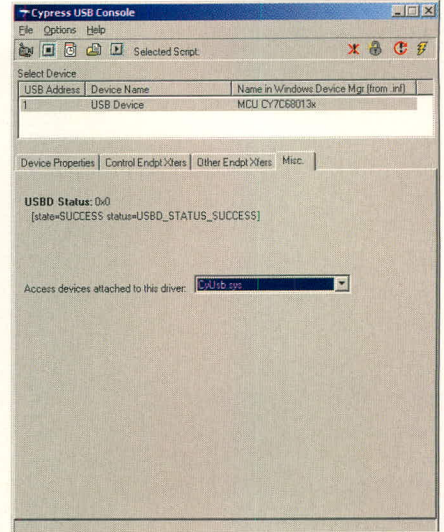 Cypress USB Console
File Options Help
Selected Script:
Select Device
USB Address Device Name Name in Windows Device Mgr (from .inf)
1 USB Device MCU CY7C68013x
Device Properties Control Endpt Xfers Other Endpt Xfers Misc.
USBD Status: 0x0
[state=SUCCESS status=USBD_STATUS_SUCCESS]
Access devices attached to this driver: CyUsb.sys